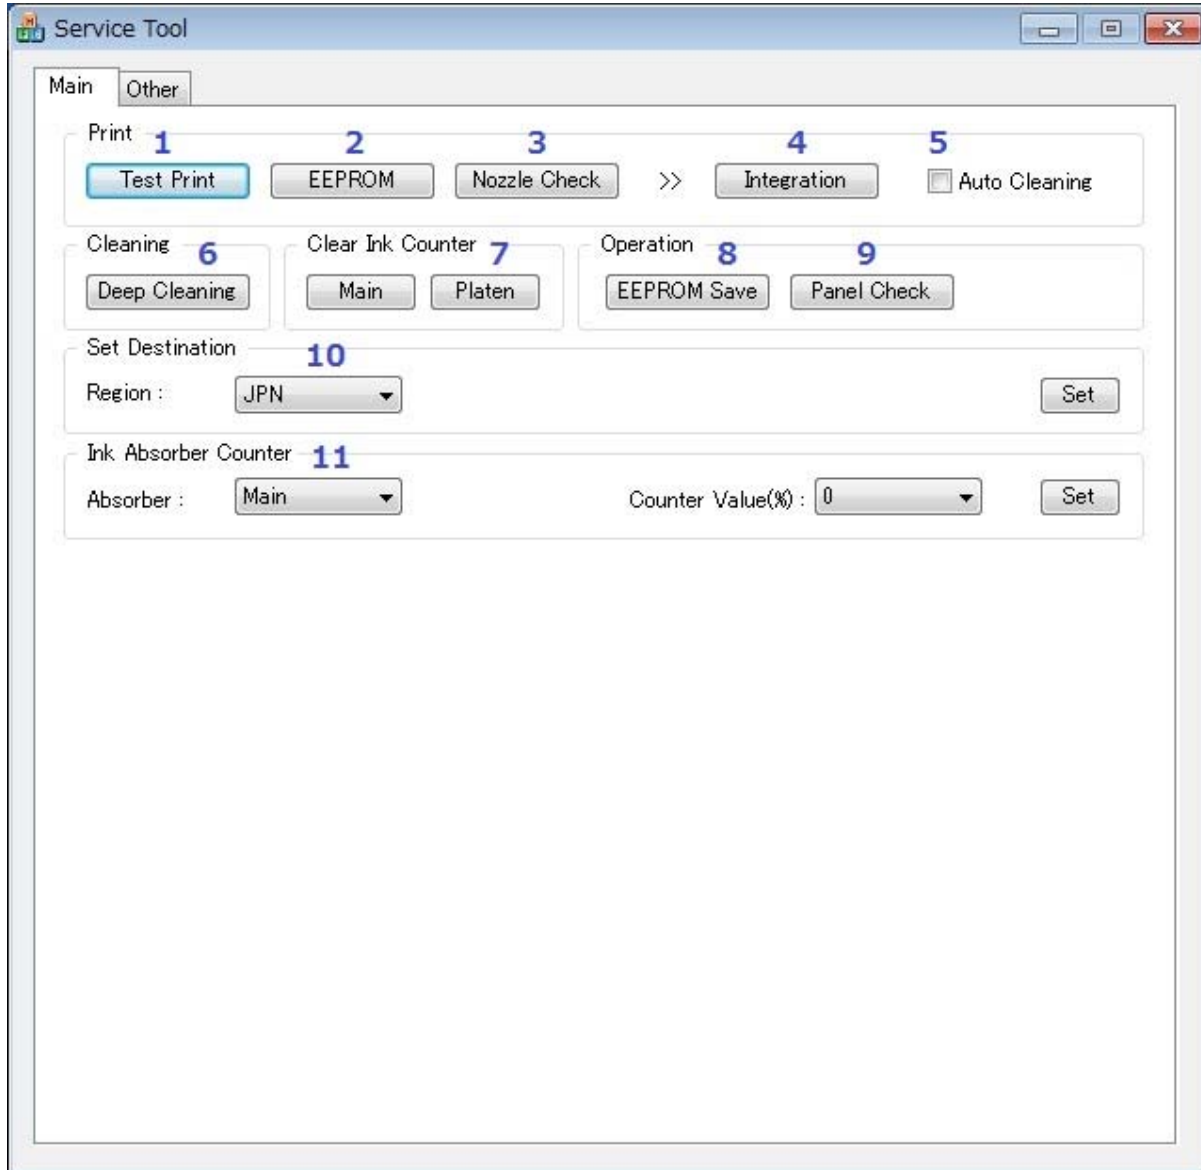 Service Tool
Main Other
Print 1 2 3 4 5
Test Print EEPROM Nozzle Check >> Integration Auto Cleaning
Cleaning 6 Clear Ink Counter 7 Operation 8 9
Deep Cleaning Main Platen EEPROM Save Panel Check
Set Destination 10
Region : JPN Set
Ink Absorber Counter 11
Absorber : Main Counter Value(%) : 0 Set